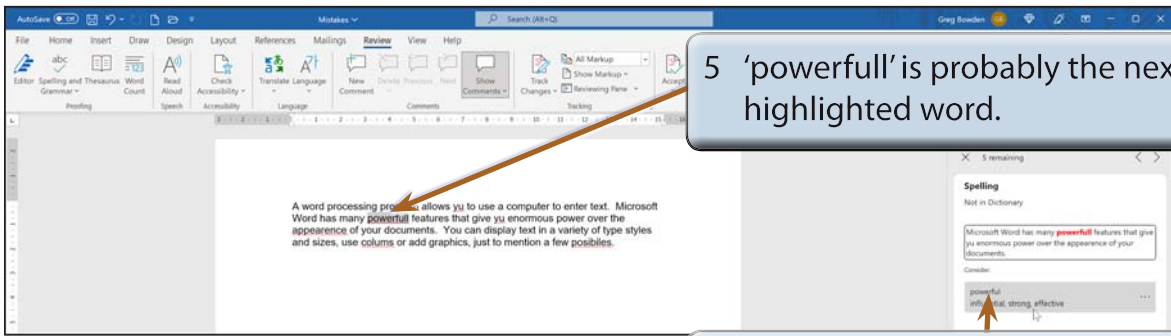 AutoSave Off Mistakes Search (Alt+Q) Greg Bowden
File Home Insert Draw Design Layout References Mailings Review View Help
Editor Spelling and Grammar Thesaurus Word Count
Read Aloud
Check Accessibility
Translate Language
New Comment Delete Previous Next Show Comments
Track Changes All Markup Show Markup Reviewing Pane
Accept
Proofing Speech Accessibility Language Comments Tracking
5 'powerfull' is probably the nex
highlighted word.
A word processing allows yu to use a computer to enter text. Microsoft
Word has many powerfull features that give yu enormous power over the
appearence of your documents. You can display text in a variety of type styles
and sizes, use colums or add graphics, just to mention a few posibiles.
5 remaining
Spelling
Not in Dictionary
Microsoft Word has many powerfull features that give
yu enormous power over the appearence of your
documents.
Consider:
powerful
strong, effective